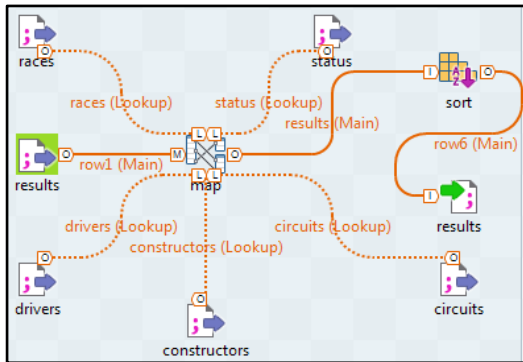 races
status
O
O
I
O
A
Z
sort
races (Lookup)
status (Lookup)
results (Main)
L
L
row6 (Main)
O
row1 (Main)
M
O
results
map
L
L
I
results
drivers (Lookup)
circuits (Lookup)
constructors (Lookup)
O
O
drivers
circuits
O
constructors